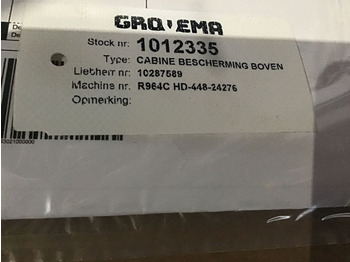 GROVEMA
Stock nr: 1012335
Type: CABINE BESCHERMING BOVEN
Liebherr nr: 10287589
Machine nr. R964C HD-448-24276
Opmerking: